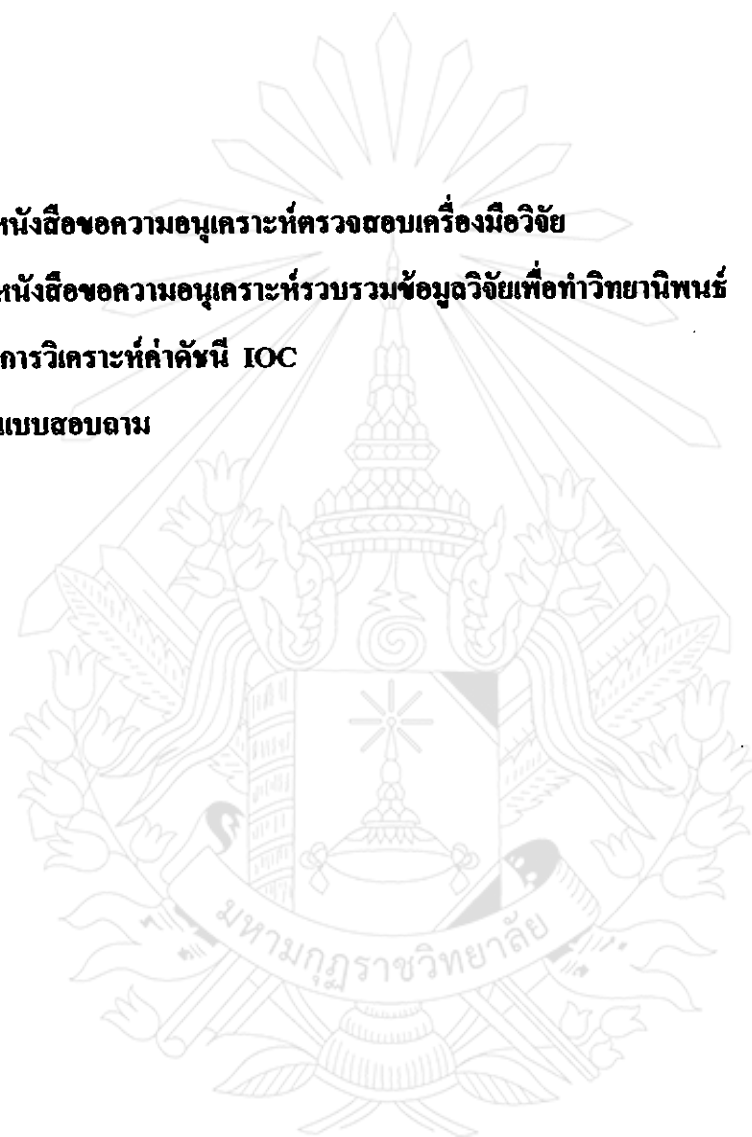 หนังสือขอความอนุเคราะห์ตรวจสอบเครื่องมือวิจัย
หนังสือขอความอนุเคราะห์รวบรวมข้อมูลวิจัยเพื่อทำวิทยานิพนธ์
การวิเคราะห์ค่าดัชนี IOC
แบบสอบถาม
มหามกุฏราชวิทยาลัย